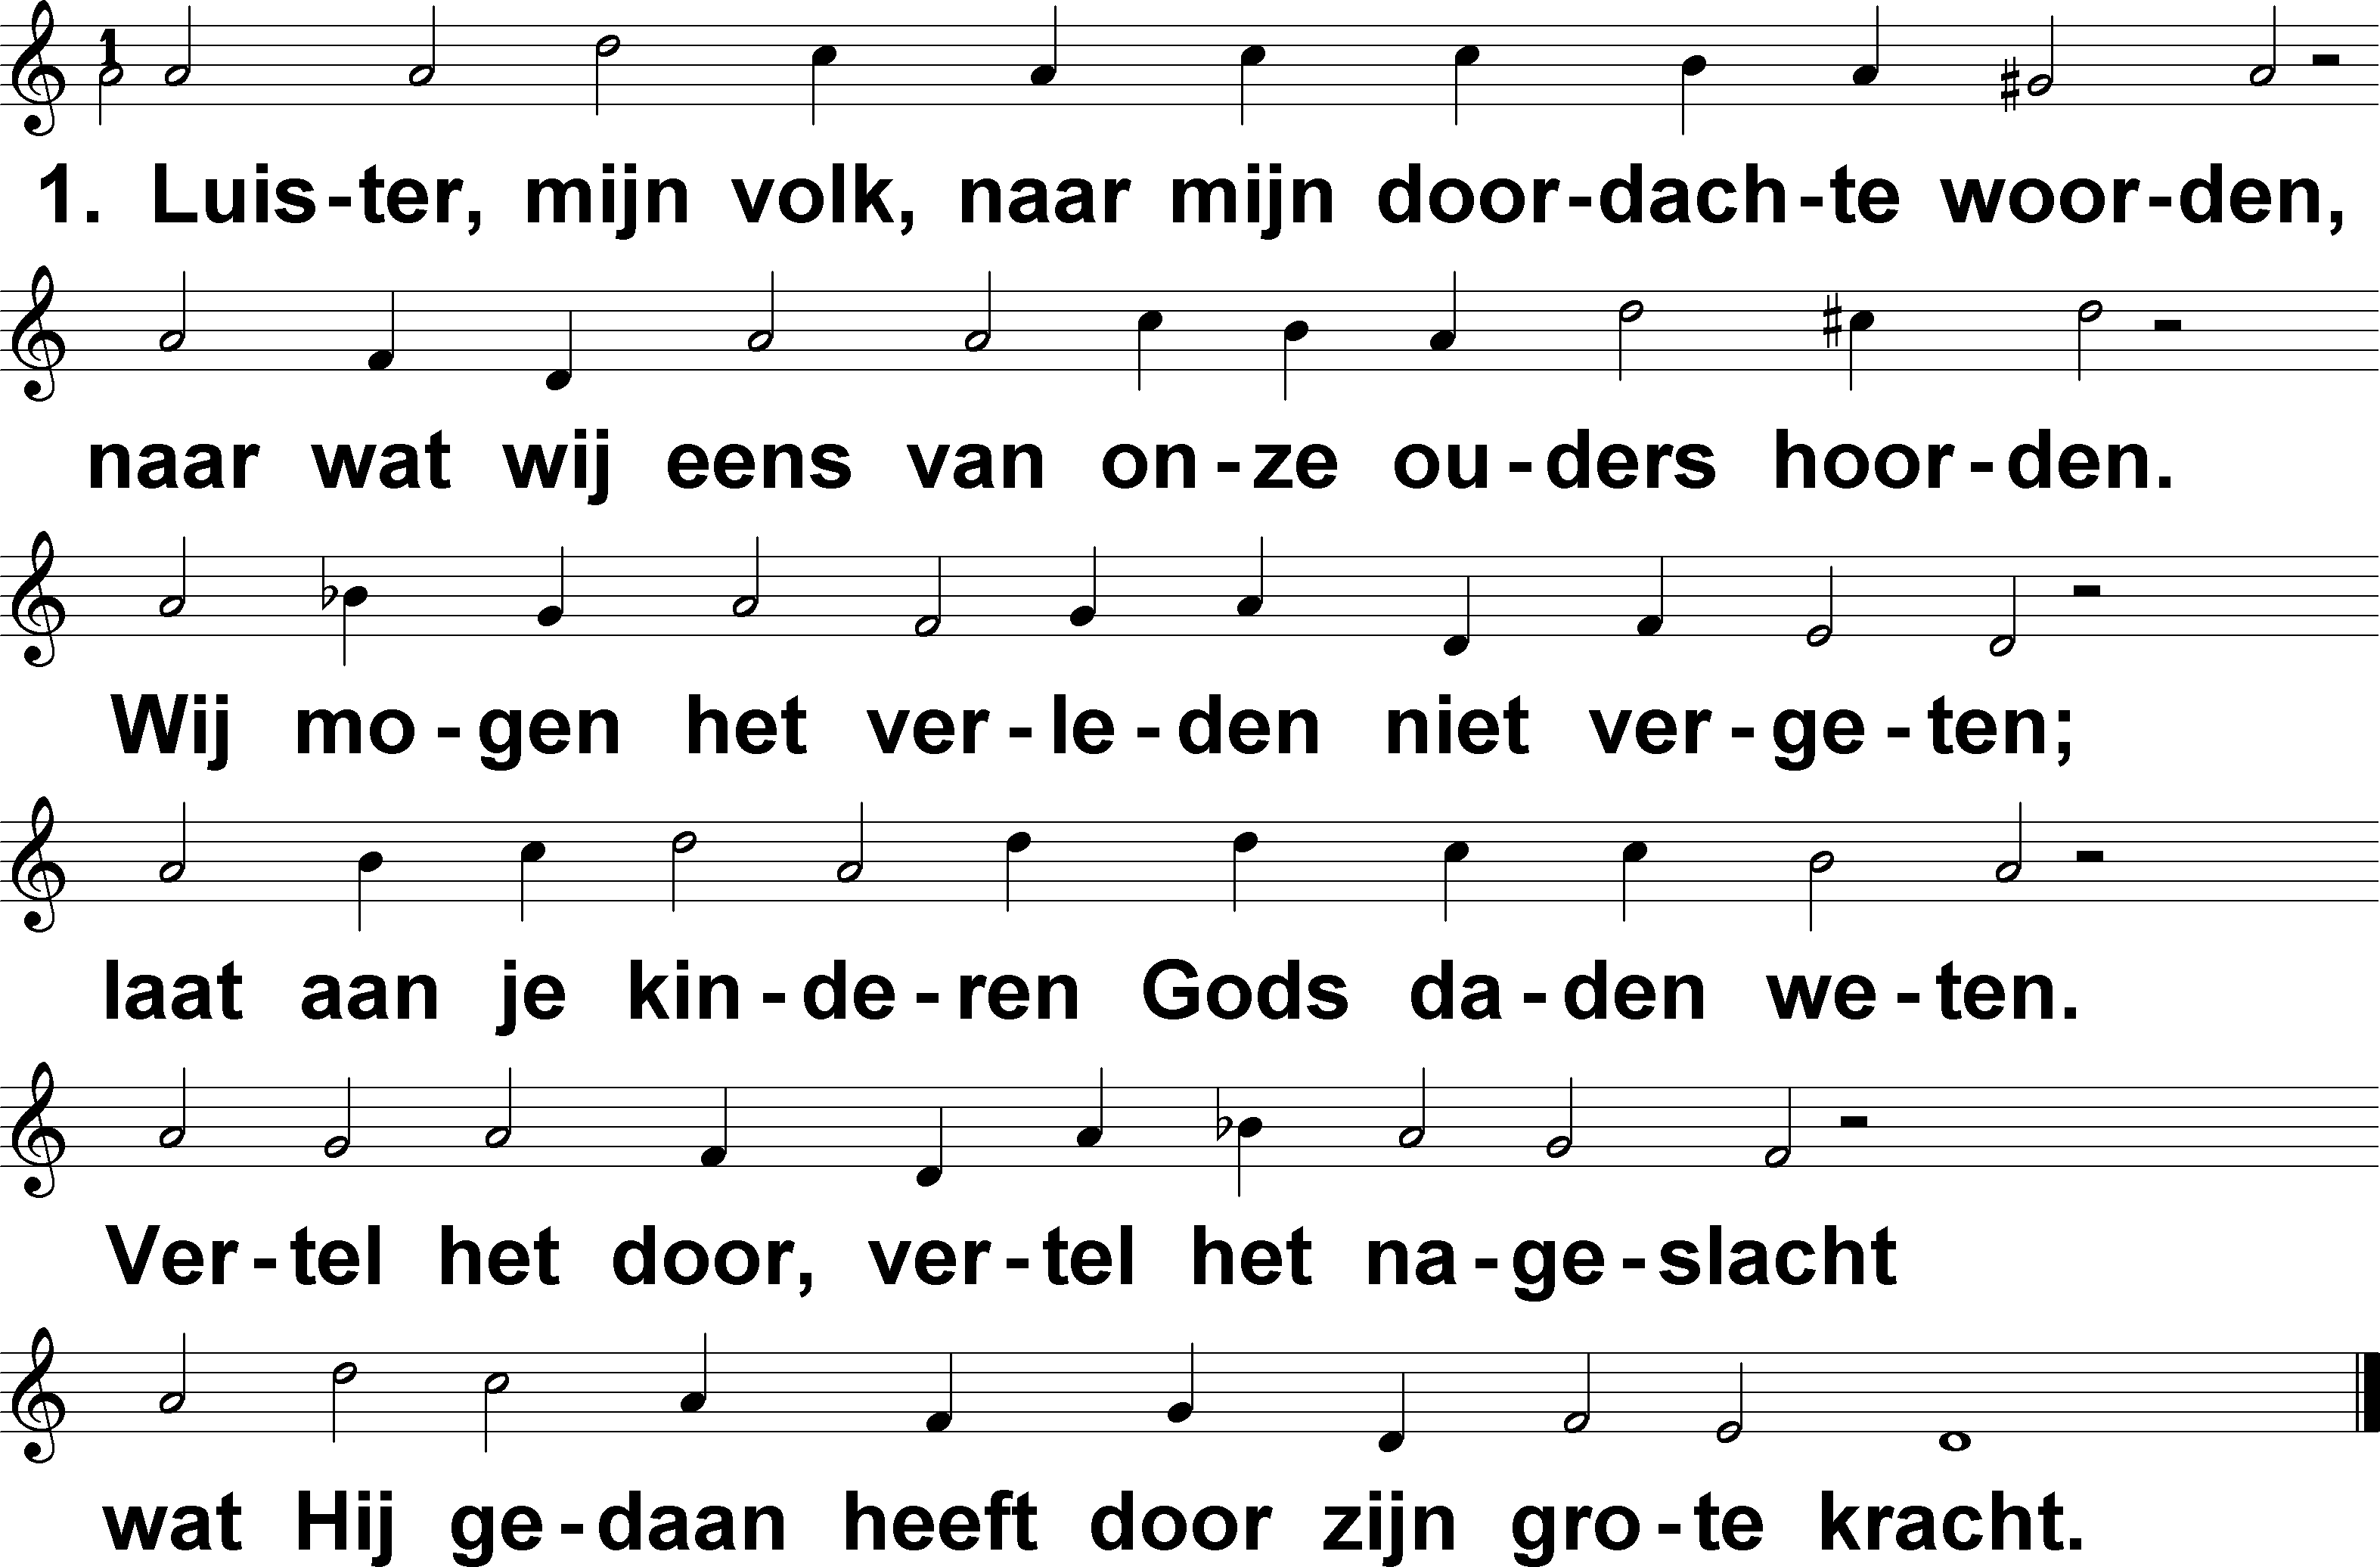 1. Luis-ter, mijn volk, naar mijn door-dach-te woor-den,
naar wat wij eens van on-ze ou-ders hoor-den.
Wij mo-gen het ver-le-den niet ver-ge-ten;
laat aan je kin-de-ren Gods da-den we-ten.
Ver-tel het door, ver-tel het na-ge-slacht
wat Hij ge-daan heeft door zijn gro-te kracht.